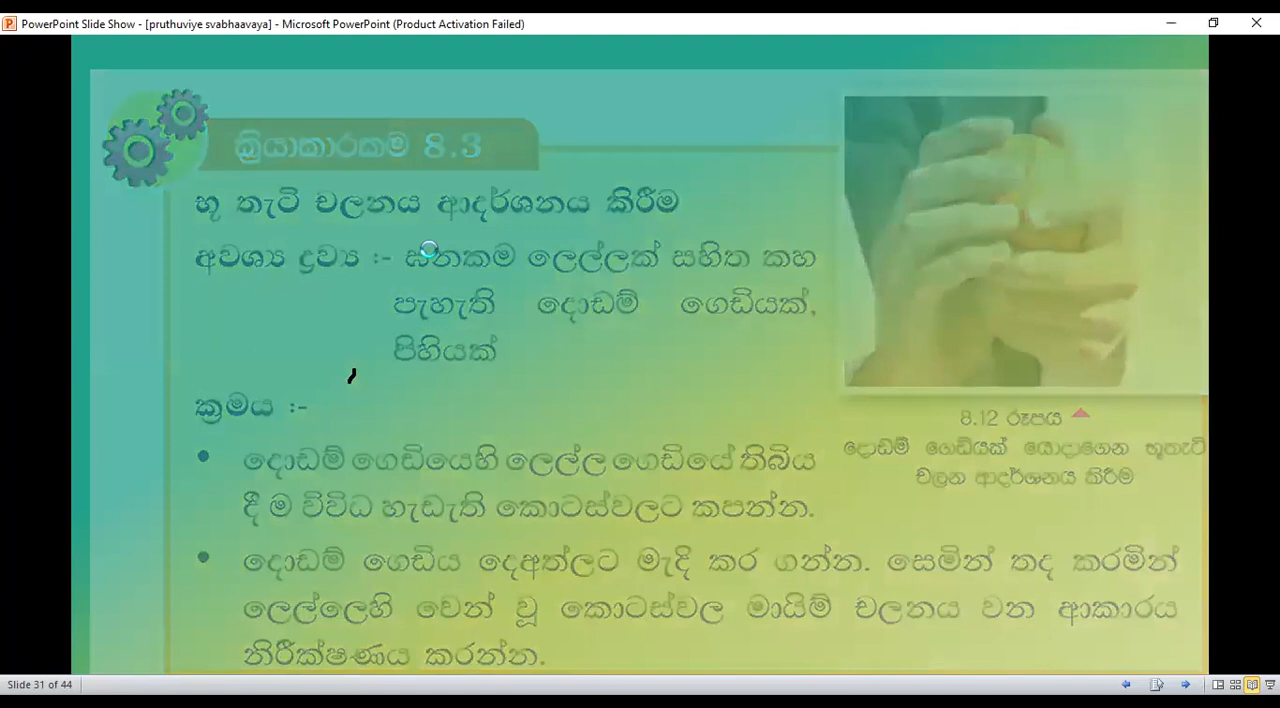 PowerPoint Slide Show - [pruthuviye svabhaavaya] - Microsoft PowerPoint (Product Activation Failed)
ක්‍රියාකාරකම 8.3
භූ තැටි චලනය ආදර්ශනය කිරීම
අවශ්‍ය ද්‍රව්‍ය :- ඝනකම ලෙල්ලක් සහිත කහ
පැහැති දොඩම් ගෙඩියක්,
පිහියක්
ක්‍රමය :-
• දොඩම් ගෙඩියෙහි ලෙල්ල ගෙඩියේ තිබිය
දී ම විවිධ හැඩැති කොටස්වලට කපන්න.
• දොඩම් ගෙඩිය දෙඅත්ලට මැදි කර ගන්න. සෙමින් තද කරමින්
ලෙල්ලෙහි වෙන් වූ කොටස්වල මායිම් චලනය වන ආකාරය
නිරීක්ෂණය කරන්න.
8.12 රූපය
දොඩම් ගෙඩියක් යොදාගෙන භූතැටි
චලන ආදර්ශනය කිරීම
Slide 31 of 44